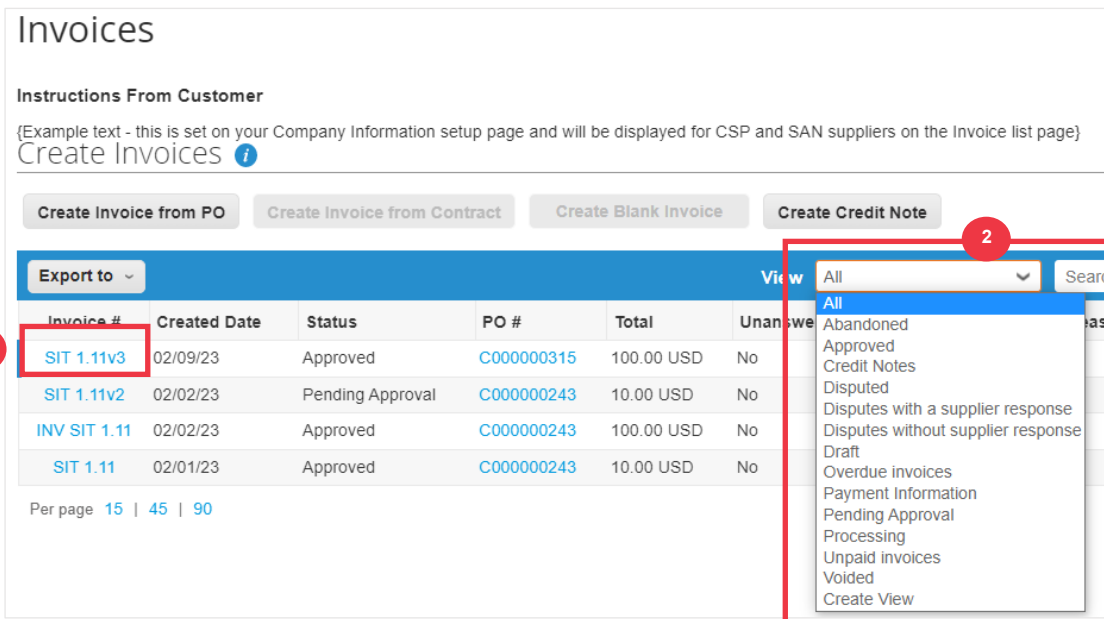 Invoices
Instructions From Customer
{Example text - this is set on your Company Information setup page and will be displayed for CSP and SAN suppliers on the Invoice list page}
Create Invoices i
Create Invoice from PO Create Invoice from Contract Create Blank Invoice Create Credit Note
2
Export to View All
Invoice # Created Date Status PO # Total
SIT 1.11v3 02/09/23 Approved C000000315 100.00 USD No
SIT 1.11v2 02/02/23 Pending Approval C000000243 10.00 USD No
INV SIT 1.11 02/02/23 Approved C000000243 100.00 USD No
SIT 1.11 02/01/23 Approved C000000243 10.00 USD No
Per page 15 | 45 | 90
All
Abandoned
Approved
Credit Notes
Disputed
Disputes with a supplier response
Disputes without supplier response
Draft
Overdue invoices
Payment Information
Pending Approval
Processing
Unpaid invoices
Voided
Create View